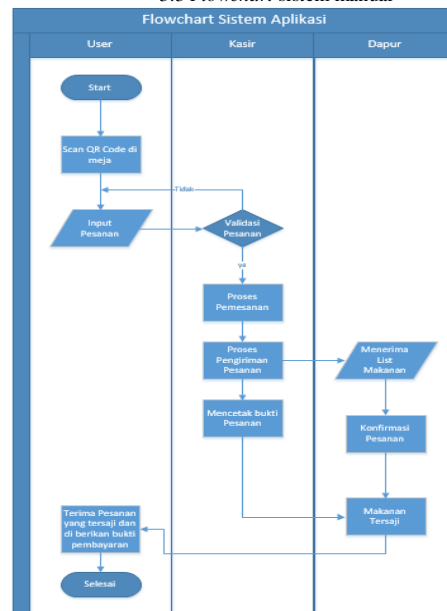 Flowchart Sistem Aplikasi
User
Kasir
Dapur
Start
Scan QR Code di
meja
Tidak
Input
Pesanan
Validasi
Pesanan
ya
Proses
Pemesanan
Proses
Pengiriman
Pesanan
Menerima
List
Makanan
Mencetak bukti
Pesanan
Konfirmasi
Pesanan
Terima Pesanan
yang tersaji dan
di berikan bukti
pembayaran
Makanan
Tersaji
Selesai